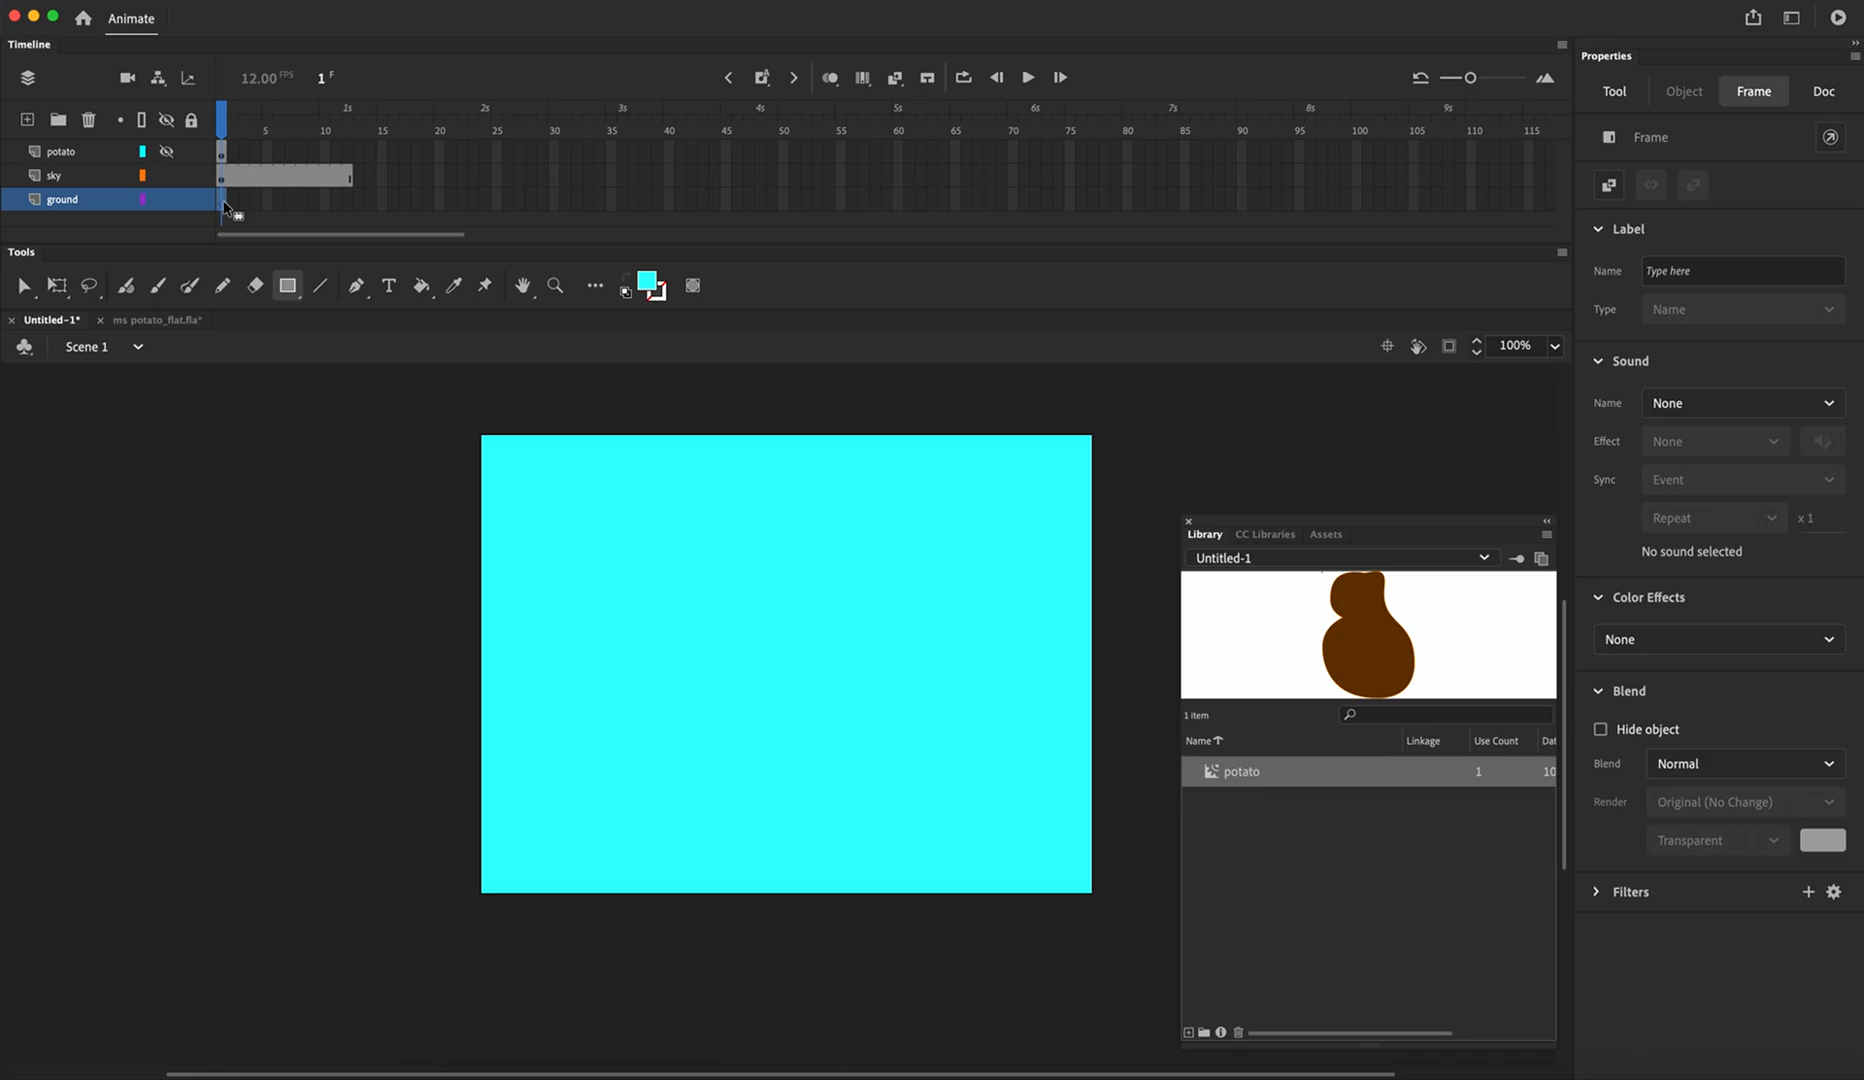 Animate
Timeline
12.00 FPS 1 F
1s 2s 3s 4s 5s 6s 7s 8s 9s
5 10 15 20 25 30 35 40 45 50 55 60 65 70 75 80 85 90 95 100 105 110 115
potato
sky
ground
Tools
Untitled-1* ms potato_flat.fla*
Scene 1
100%
Library CC Libraries Assets
Untitled-1
1 item
Name Linkage Use Count Dat
potato 1 10
Properties
Tool Object Frame Doc
Frame
Label
Name Type here
Type Name
Sound
Name None
Effect None
Sync Event
Repeat x 1
No sound selected
Color Effects
None
Blend
Hide object
Blend Normal
Render Original (No Change)
Transparent
Filters